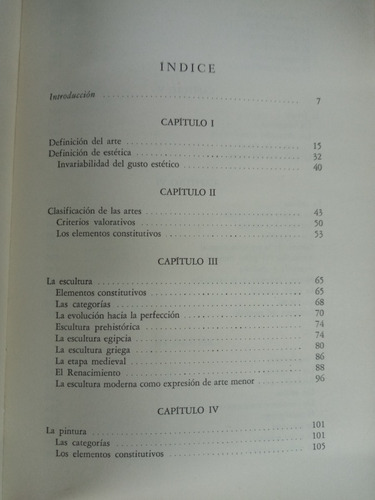 ÍNDICE
Introducción 7
CAPÍTULO I
Definición del arte 15
Definición de estética 32
Invariabilidad del gusto estético 40
CAPÍTULO II
Clasificación de las artes 43
Criterios valorativos 50
Los elementos constitutivos 53
CAPÍTULO III
La escultura 65
Elementos constitutivos 65
Las categorías 68
La evolución hacia la perfección 70
Escultura prehistórica 74
La escultura egipcia 74
La escultura griega 80
La etapa medieval 86
El Renacimiento 88
La escultura moderna como expresión de arte menor 96
CAPÍTULO IV
La pintura 101
Las categorías 101
Los elementos constitutivos 105